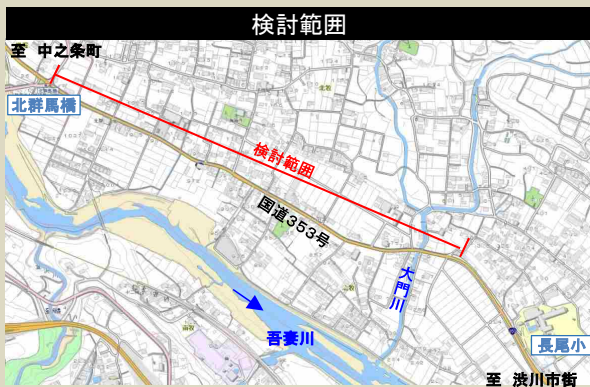 検討範囲
至 中之条町
北群馬橋
検討範囲
国道353号
大門川
吾妻川
長尾小
至 渋川市街